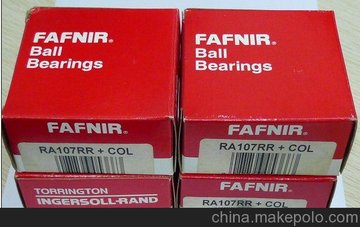 FAFNIR®
Ball
Bearings
FAFNIR®
Ball
Bearings
FAFNIR®
RA107RR + COL
FAFNIR®
RA107RR + COL
TORRINGTON
INGERSOLL-RAND
FAFNIR®
RA107RR + COL
china.makepolo.com